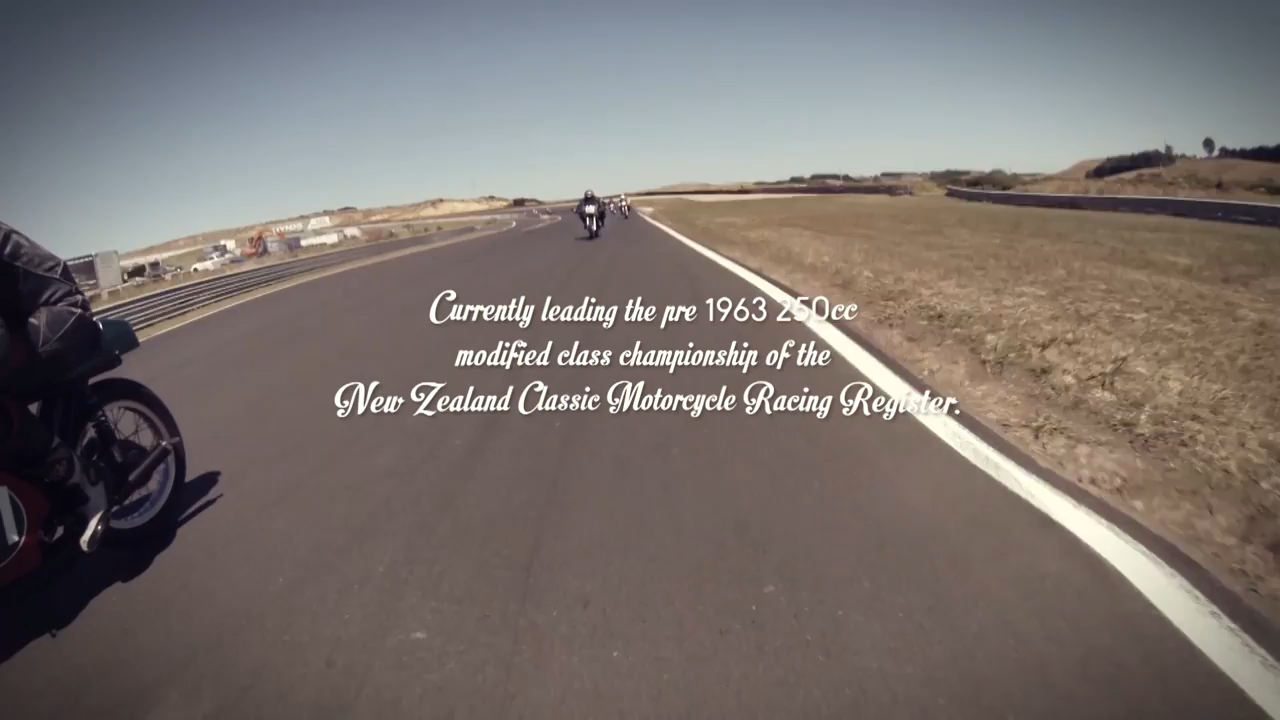 Currently leading the pre 1963 250cc
modified class championship of the
New Zealand Classic Motorcycle Racing Register.